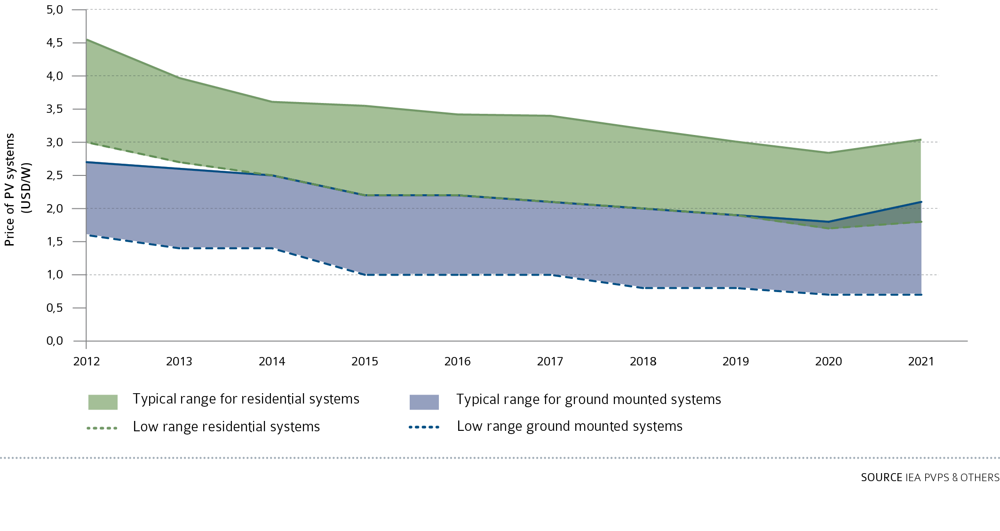 5,0
4,5
4,0
3,5
3,0
2,5
2,0
1,5
1,0
0,5
0,0
Price of PV systems
(USD/W)
2012 2013 2014 2015 2016 2017 2018 2019 2020 2021
Typical range for residential systems
Typical range for ground mounted systems
Low range residential systems
Low range ground mounted systems
SOURCE IEA PVPS & OTHERS